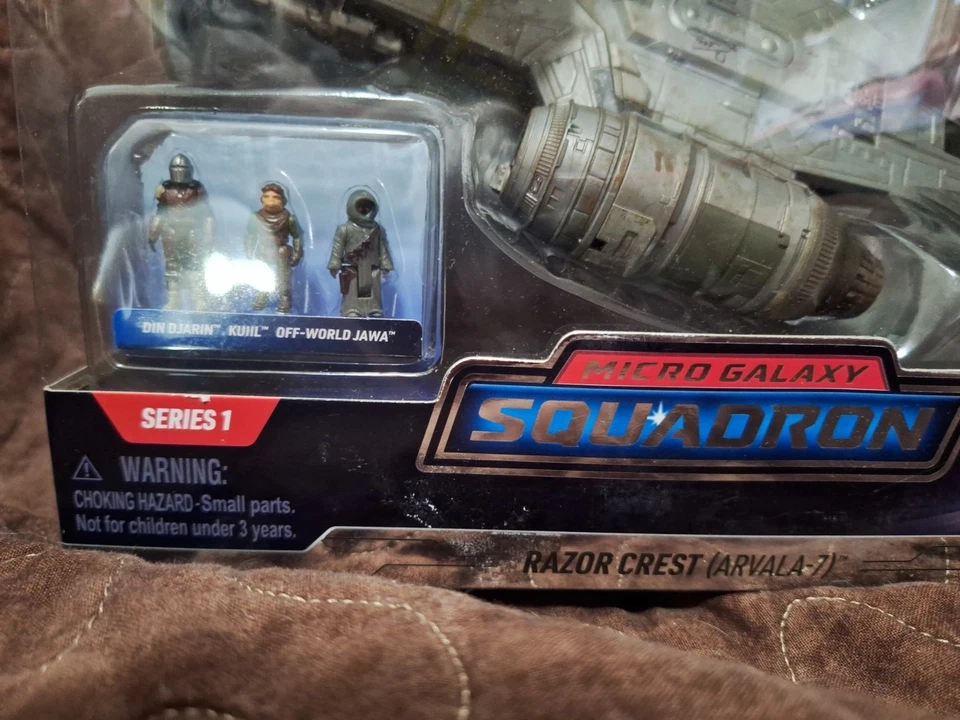 DIN DJARIN™ KUIIL™ OFF-WORLD JAWA™
SERIES 1
MICRO GALAXY
SQUADRON
WARNING:
CHOKING HAZARD-Small parts.
Not for children under 3 years.
RAZOR CREST (ARVALA-7)™